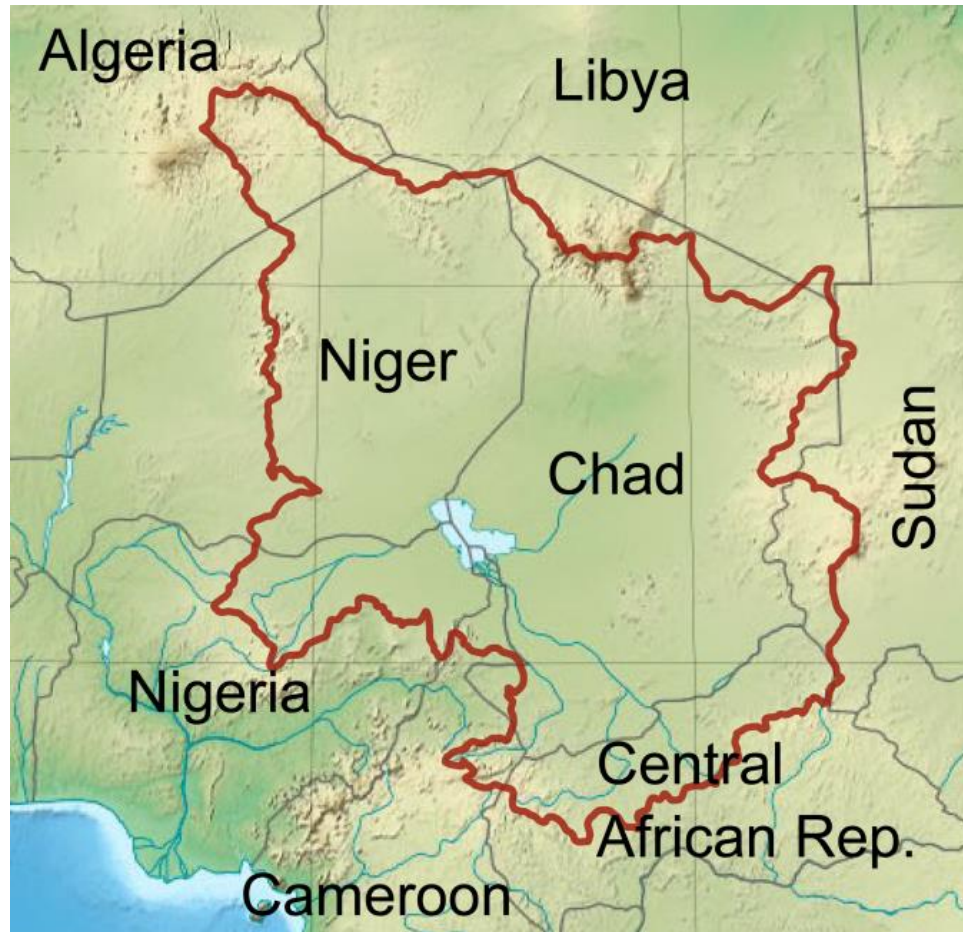 Algeria
Libya
Niger
Chad
Sudan
Nigeria
Central
African Rep.
Cameroon